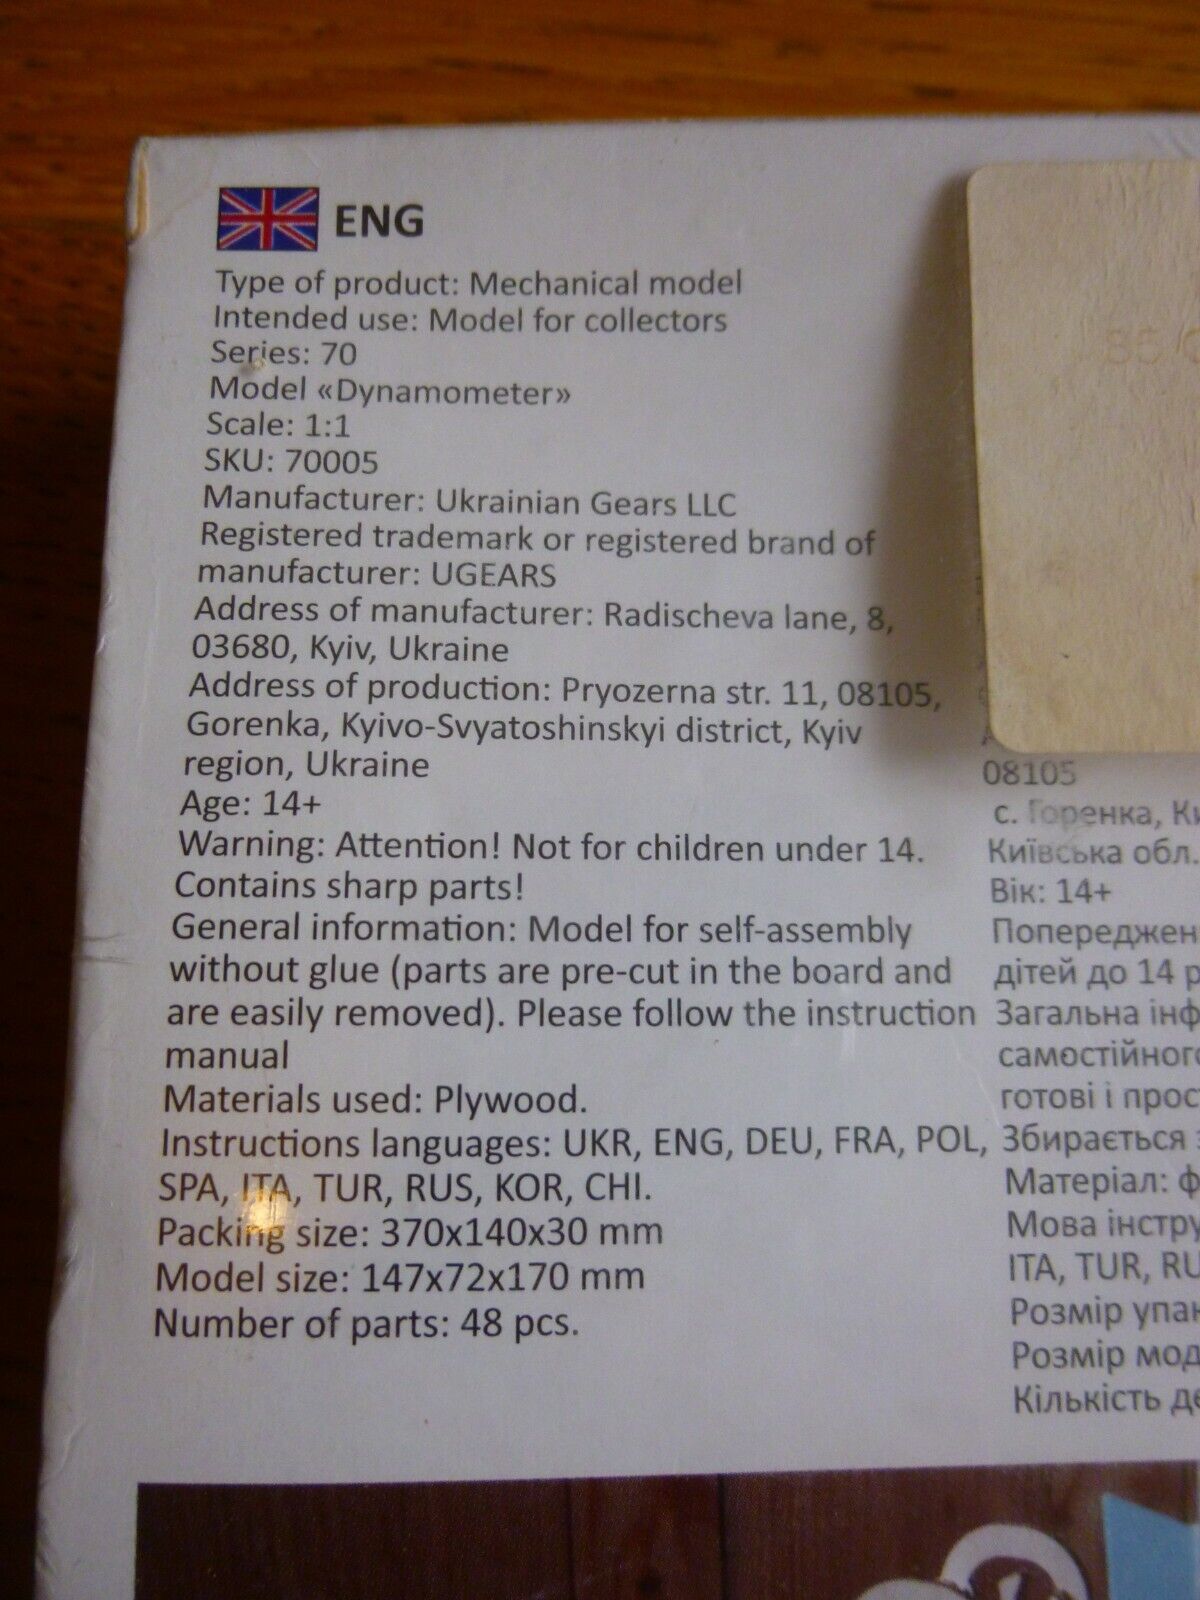 ENG
Type of product: Mechanical model
Intended use: Model for collectors
Series: 70
Model «Dynamometer»
Scale: 1:1
SKU: 70005
Manufacturer: Ukrainian Gears LLC
Registered trademark or registered brand of
manufacturer: UGEARS
Address of manufacturer: Radischeva lane, 8,
03680, Kyiv, Ukraine
Address of production: Pryozerna str. 11, 08105,
Gorenka, Kyivo-Svyatoshinskyi district, Kyiv
region, Ukraine
Age: 14+
Warning: Attention! Not for children under 14.
Contains sharp parts!
General information: Model for self-assembly
without glue (parts are pre-cut in the board and
are easily removed). Please follow the instruction
manual
Materials used: Plywood.
Instructions languages: UKR, ENG, DEU, FRA, POL,
SPA, ITA, TUR, RUS, KOR, CHI.
Packing size: 370x140x30 mm
Model size: 147x72x170 mm
Number of parts: 48 pcs.
08105
с. Горенка,
Київська обл.
Вік: 14+
дітей до 14
Загальна
готові і
Збирається
Матеріал:
Мова
ITA, TUR,
Розмір
Розмір
Кількість